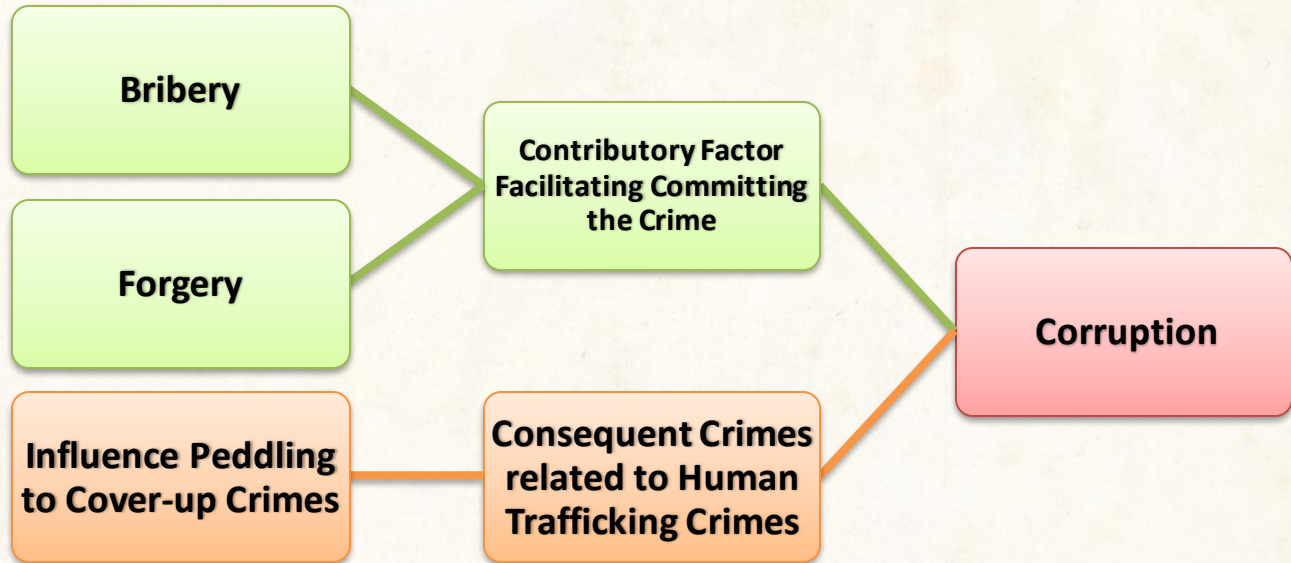 Bribery
Contributory Factor
Facilitating Committing
the Crime
Forgery
Corruption
Influence Peddling
to Cover-up Crimes
Consequent Crimes
related to Human
Trafficking Crimes